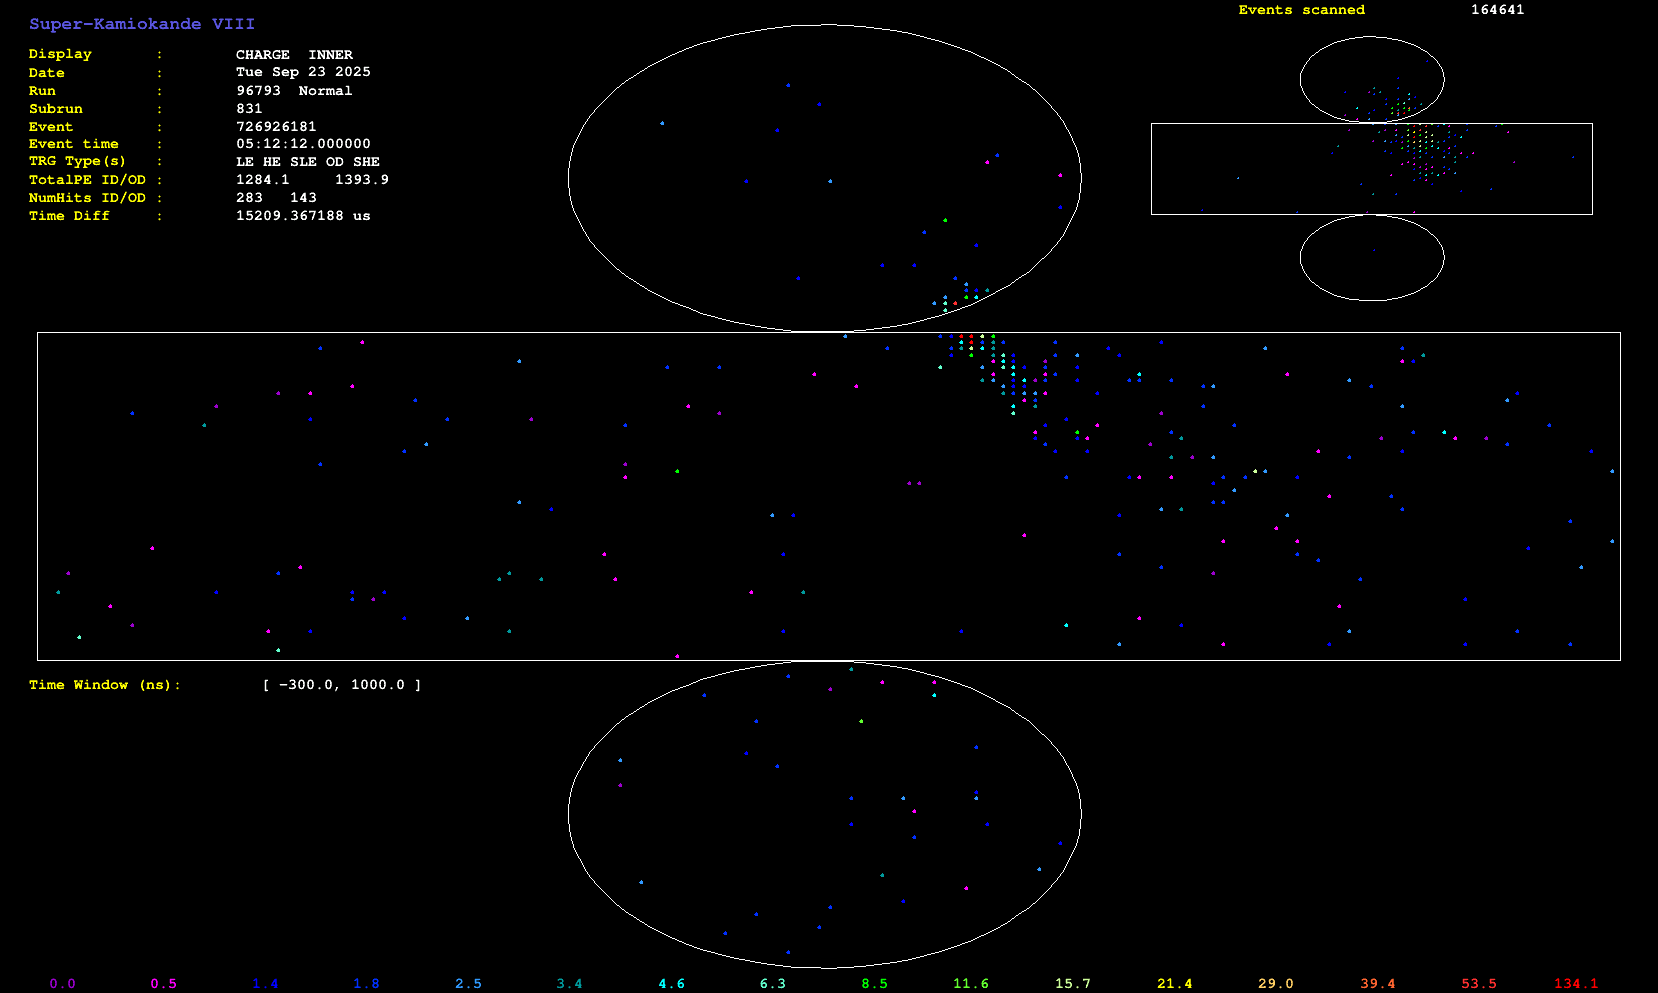 Super-Kamiokande VIII
Events scanned 164641
Display : CHARGE INNER
Date : Tue Sep 23 2025
Run : 96793 Normal
Subrun : 831
Event : 726926181
Event time : 05:12:12.000000
TRG Type(s) : LE HE SLE OD SHE
TotalPE ID/OD : 1284.1 1393.9
NumHits ID/OD : 283 143
Time Diff : 15209.367188 us
Time Window (ns): [ -300.0, 1000.0 ]
0.0 0.5 1.4 1.8 2.5 3.4 4.6 6.3 8.5 11.6 15.7 21.4 29.0 39.4 53.5 134.1